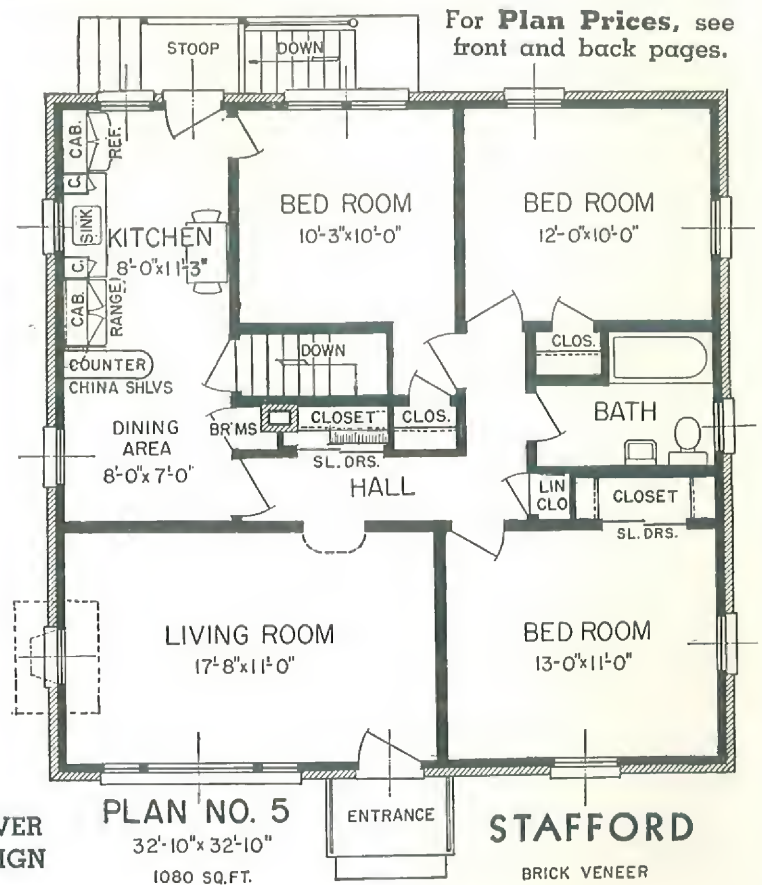 For Plan Prices, see
front and back pages.
STOOP
DOWN
CAB.
REF.
C.
SINK
KITCHEN
8'-0"x11'-3"
C.
CAB.
RANGE
COUNTER
CHINA SHLVS
BED ROOM
10'-3"x10'-0"
BED ROOM
12'-0"x10'-0"
DOWN
CLOS.
DINING
AREA
8'-0"x7'-0"
BR'MS
CLOSET
CLOS.
SL. DRS.
HALL
BATH
LIN
CLO
CLOSET
SL. DRS.
LIVING ROOM
17'-8"x11'-0"
BED ROOM
13'-0"x11'-0"
ENTRANCE
VER
IGN
PLAN NO. 5
32'-10"x32'-10"
1080 SQ.FT.
STAFFORD
BRICK VENEER